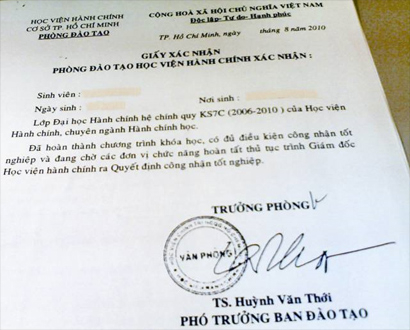 HỌC VIỆN HÀNH CHÍNH
CƠ SỞ TP. HỒ CHÍ MINH
PHÒNG ĐÀO TẠO
CỘNG HOÀ XÃ HỘI CHỦ NGHĨA VIỆT NAM
Độc lập- Tự do- Hạnh phúc
TP. Hồ Chí Minh, ngày tháng 8 năm 2010
GIẤY XÁC NHẬN
PHÒNG ĐÀO TẠO HỌC VIỆN HÀNH CHÍNH XÁC NHẬN :
Sinh viên :
Ngày sinh : Nơi sinh :
Lớp Đại học Hành chính hệ chính quy KS7C (2006-2010 ) của Học viện
Hành chính, chuyên ngành Hành chính học.
Đã hoàn thành chương trình khóa học, có đủ điều kiện công nhận tốt
nghiệp và đang chờ các đơn vị chức năng hoàn tất thủ tục trình Giám đốc
Học viện hành chính ra Quyết định công nhận tốt nghiệp.
TRƯỞNG PHÒNG
VĂN PHÒNG
TS. Huỳnh Văn Thới
PHÓ TRƯỞNG BAN ĐÀO TẠO